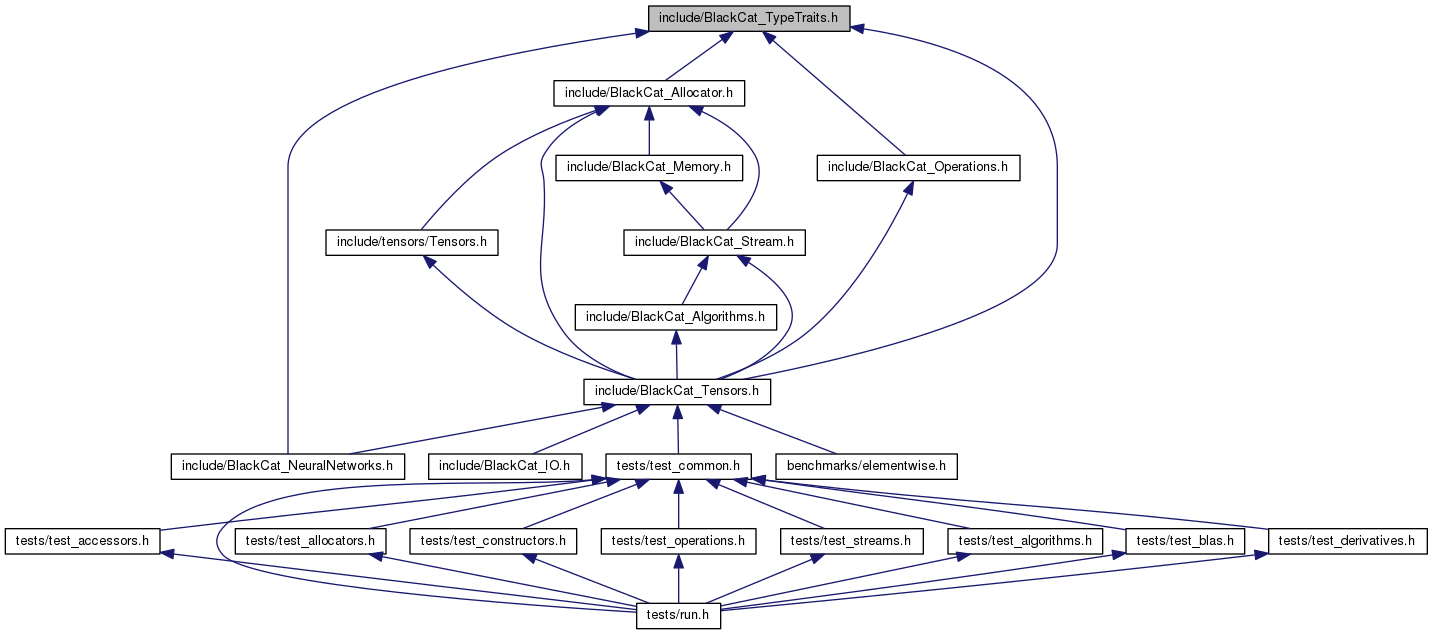 include/BlackCat_TypeTraits.h
include/BlackCat_Allocator.h
include/BlackCat_Memory.h
include/BlackCat_Operations.h
include/tensors/Tensors.h
include/BlackCat_Stream.h
include/BlackCat_Algorithms.h
include/BlackCat_Tensors.h
include/BlackCat_NeuralNetworks.h
include/BlackCat_IO.h
tests/test_common.h
benchmarks/elementwise.h
tests/test_accessors.h
tests/test_allocators.h
tests/test_constructors.h
tests/test_operations.h
tests/test_streams.h
tests/test_algorithms.h
tests/test_blas.h
tests/test_derivatives.h
tests/run.h